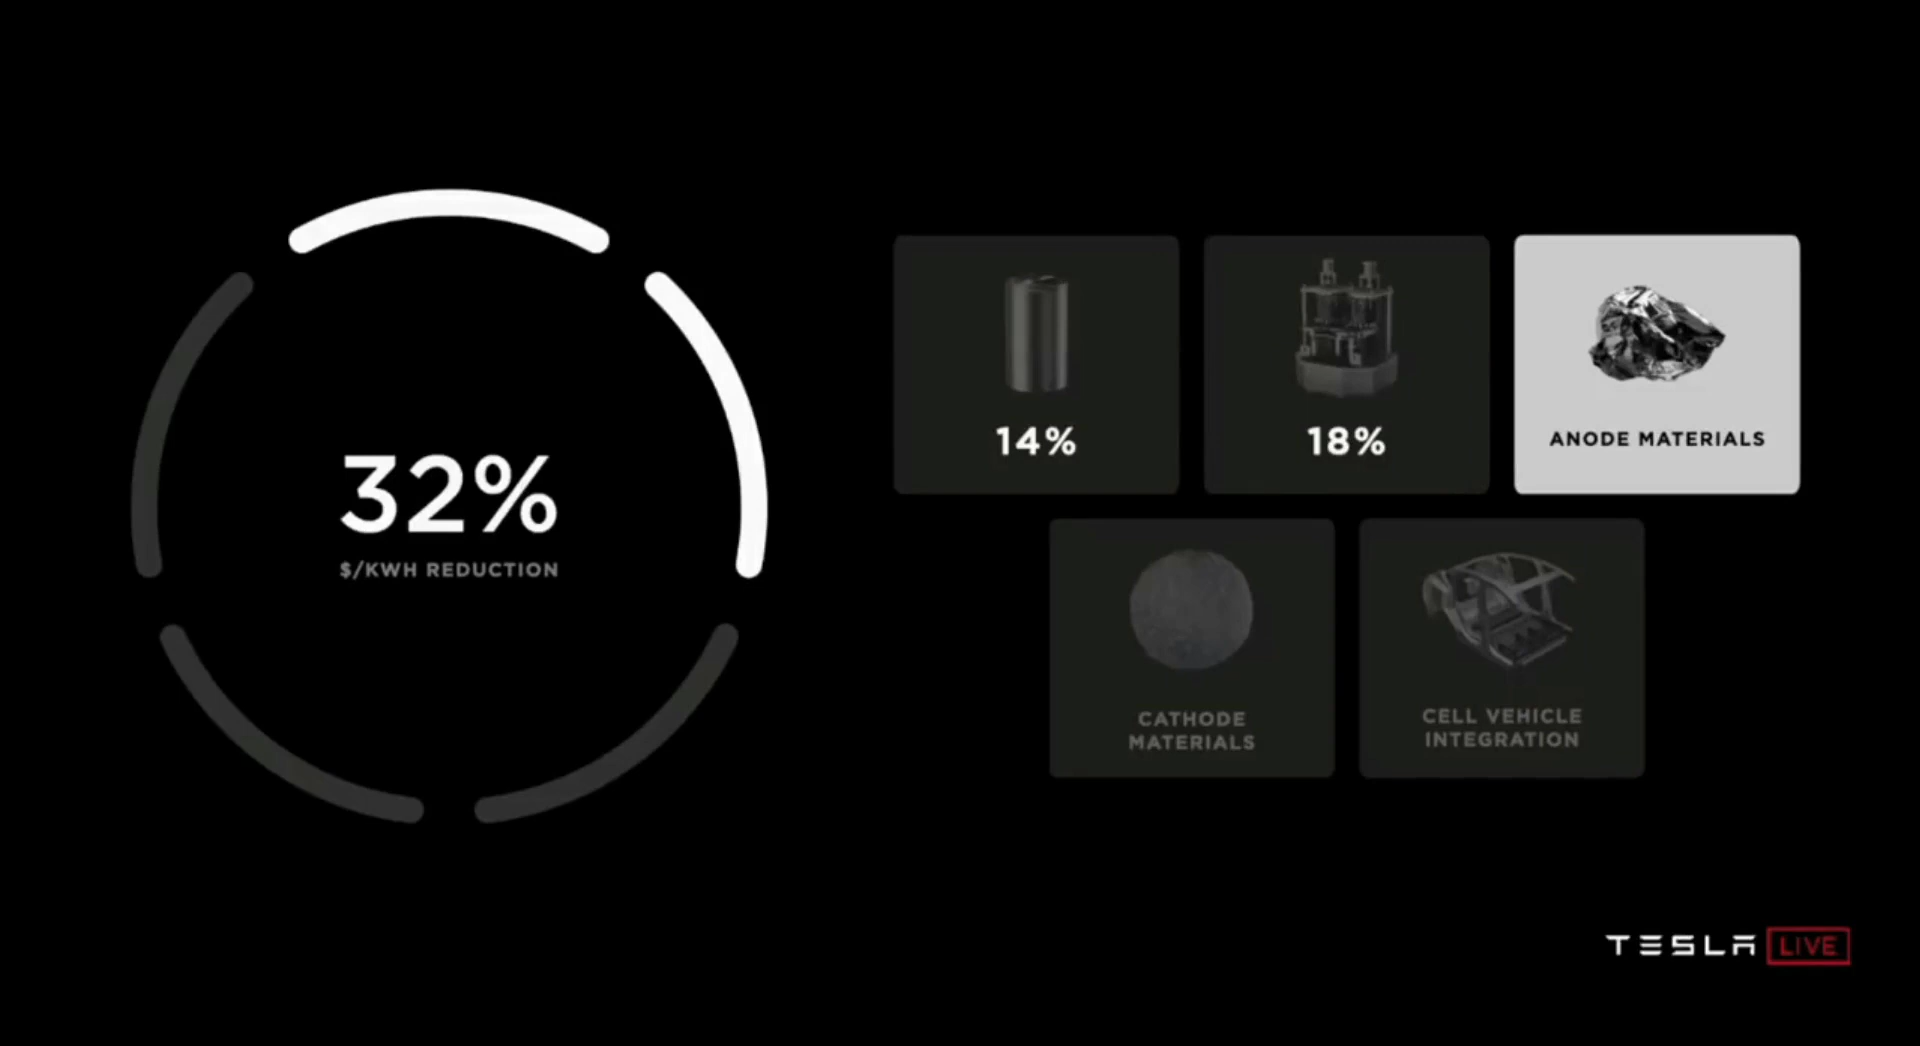 32%
$/KWH REDUCTION
14%
18%
ANODE MATERIALS
CATHODE
MATERIALS
CELL VEHICLE
INTEGRATION
TESLA LIVE